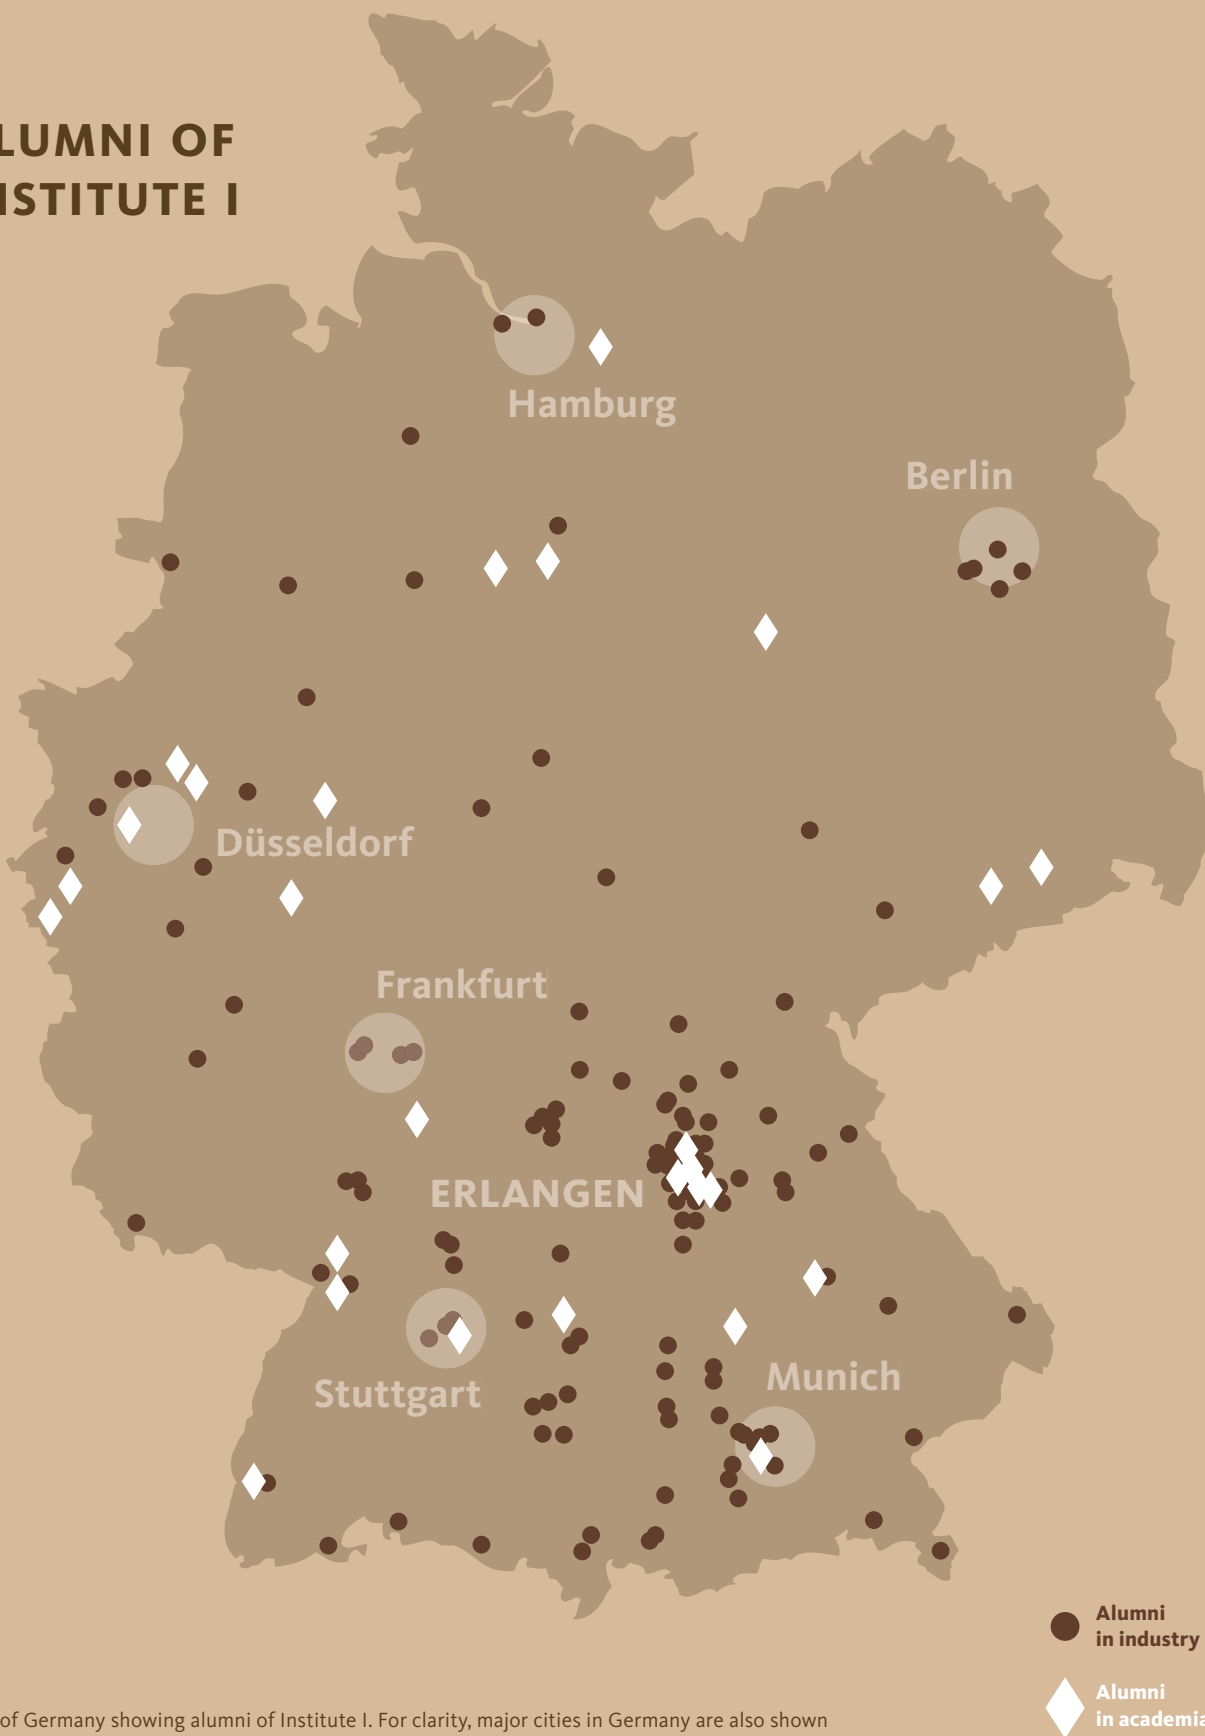 LUMNI OF
NSTITUTE I
Hamburg
Berlin
Düsseldorf
Frankfurt
ERLANGEN
Stuttgart
Munich
Alumni
in industry
Alumni
in academia
of Germany showing alumni of Institute I. For clarity, major cities in Germany are also shown